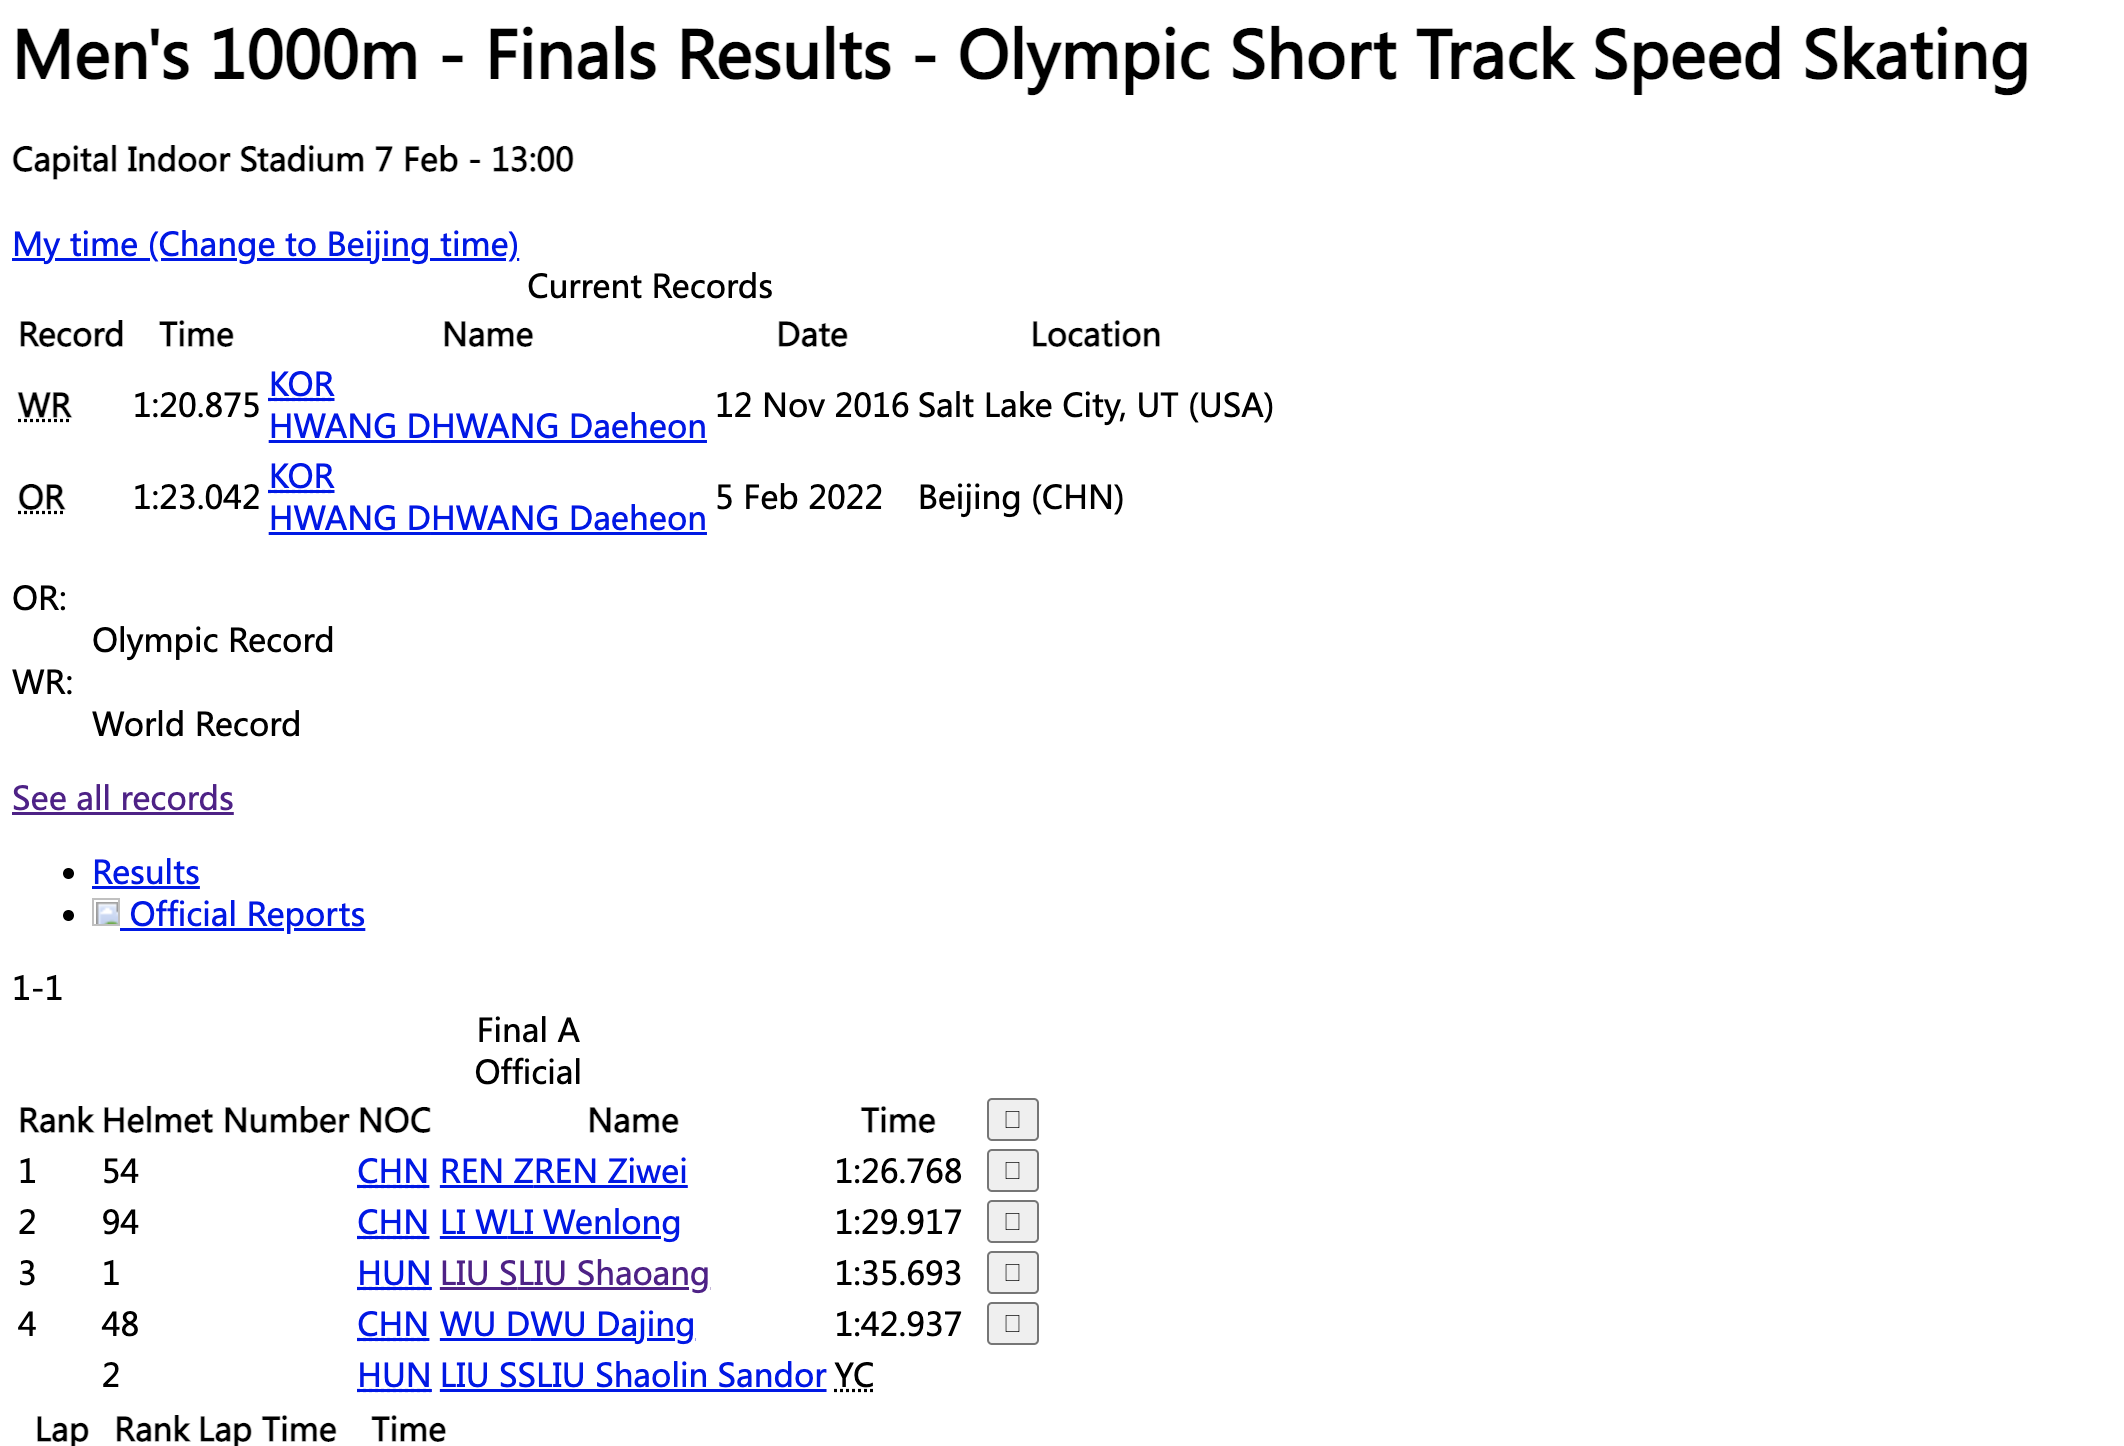 Men's 1000m - Finals Results - Olympic Short Track Speed Skating
Capital Indoor Stadium 7 Feb - 13:00
My time (Change to Beijing time)
Current Records
Record Time Name Date Location
WR 1:20.875 KOR HWANG DHWANG Daeheon 12 Nov 2016 Salt Lake City, UT (USA)
OR 1:23.042 KOR HWANG DHWANG Daeheon 5 Feb 2022 Beijing (CHN)
OR:
Olympic Record
WR:
World Record
See all records
• Results
• Official Reports
1-1
Final A
Official
Rank Helmet Number NOC Name Time
1 54 CHN REN ZREN Ziwei 1:26.768
2 94 CHN LI WLI Wenlong 1:29.917
3 1 HUN LIU SLIU Shaoang 1:35.693
4 48 CHN WU DWU Dajing 1:42.937
2 HUN LIU SSLIU Shaolin Sandor YC
Lap Rank Lap Time Time